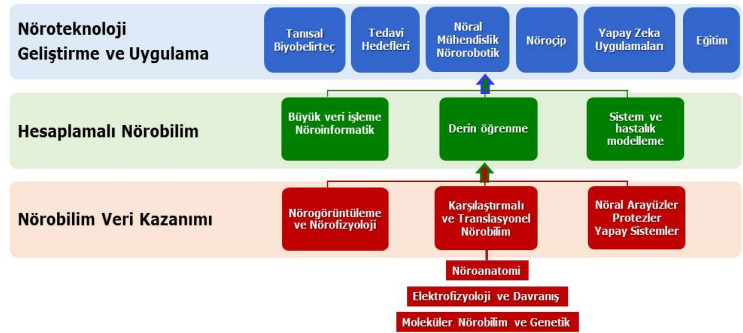 Nöroteknoloji
Geliştirme ve Uygulama
Tanısal
Biyobelirteç
Tedavi
Hedefleri
Nöral
Mühendislik
Nörorobotik
Nöroçip
Yapay Zeka
Uygulamaları
Eğitim
Hesaplamalı Nörobilim
Büyük veri işleme
Nöroinformatik
Derin öğrenme
Sistem ve
hastalık
modelleme
Nörobilim Veri Kazanımı
Nörogörüntüleme
ve Nörofizyoloji
Karşılaştırmalı
ve Translasyonel
Nörobilim
Nöral Arayüzler
Protezler
Yapay Sistemler
Nöroanatomi
Elektrofizyoloji ve Davranış
Moleküler Nörobilim ve Genetik